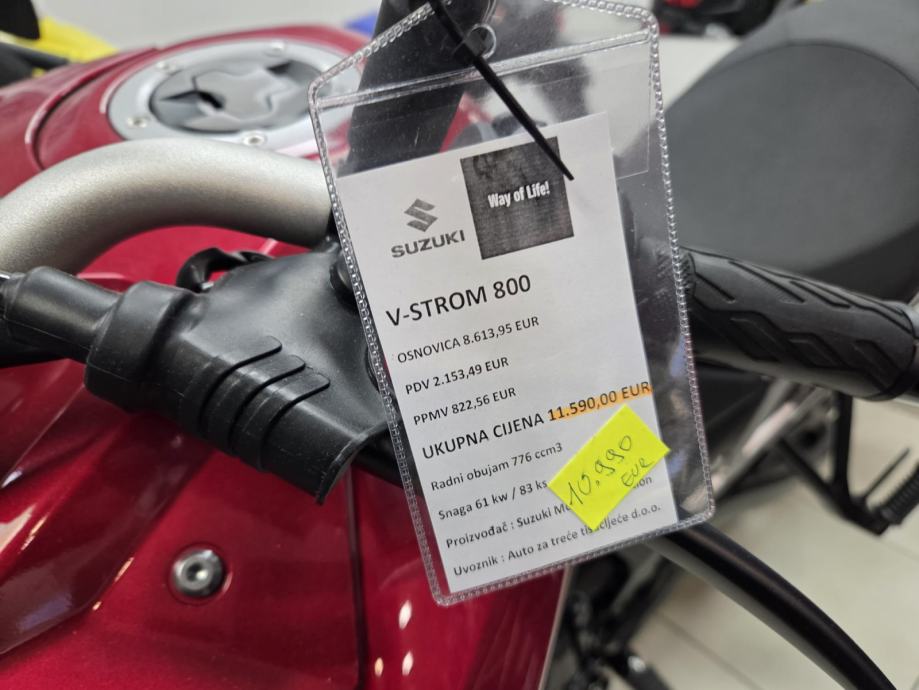 SUZUKI
Way of Life!
V-STROM 800
OSNOVICA 8.613,95 EUR
PDV 2.153,49 EUR
PPMV 822,56 EUR
UKUPNA CIJENA 11.590,00 EUR
Radni obujam 776 ccm3
Snaga 61 kw / 83 ks
10.990
EUR
Proizvođač : Suzuki
Uvoznik : Auto za treće d.o.o.